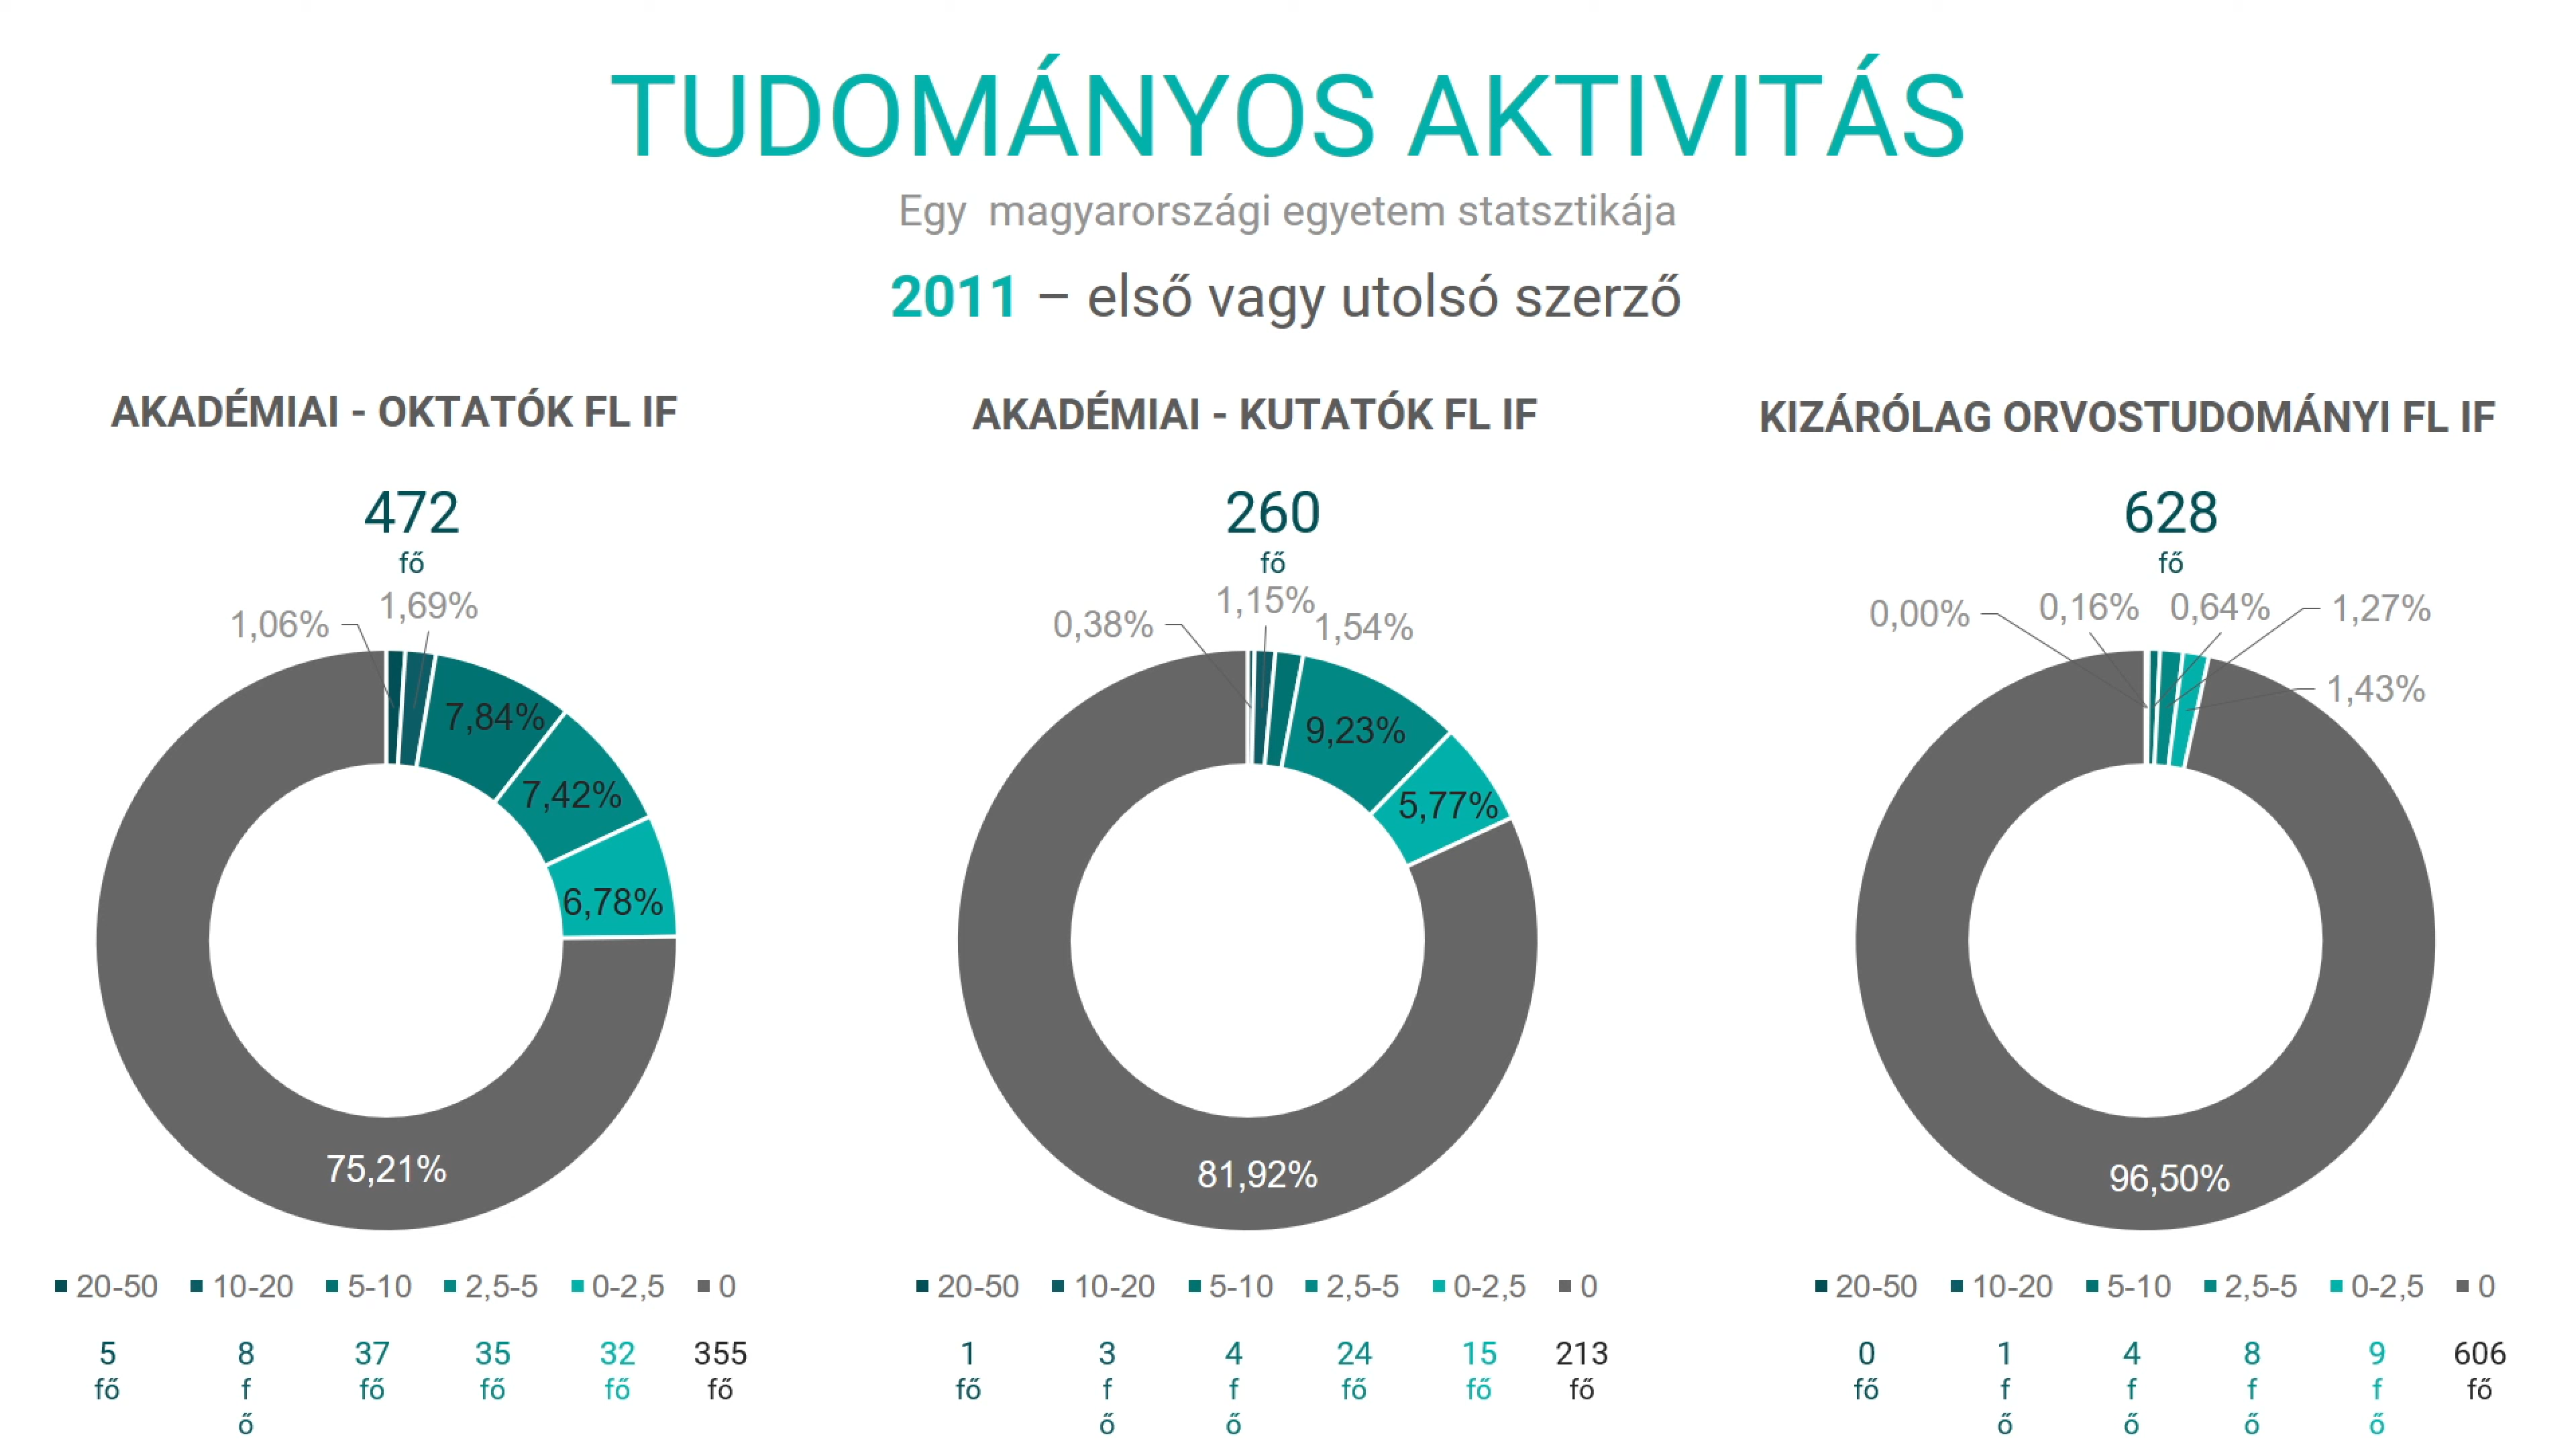 TUDOMÁNYOS AKTIVITÁS
Egy  magyarországi egyetem statsztikája
2011 – első vagy utolsó szerző
AKADÉMIAI - OKTATÓK FL IF
472
fő
1,06%
1,69%
7,84%
7,42%
6,78%
75,21%
20-50 10-20 5-10 2,5-5 0-2,5 0
5 8 37 35 32 355
fő f fő fő fő fő
ő
AKADÉMIAI - KUTATÓK FL IF
260
fő
0,38%
1,15%
1,54%
9,23%
5,77%
81,92%
20-50 10-20 5-10 2,5-5 0-2,5 0
1 3 4 24 15 213
fő f f fő fő fő
ő ő
KIZÁRÓLAG ORVOSTUDOMÁNYI FL IF
628
fő
0,00%
0,16%
0,64%
1,27%
1,43%
96,50%
20-50 10-20 5-10 2,5-5 0-2,5 0
0 1 4 8 9 606
fő f f f f fő
ő ő ő ő